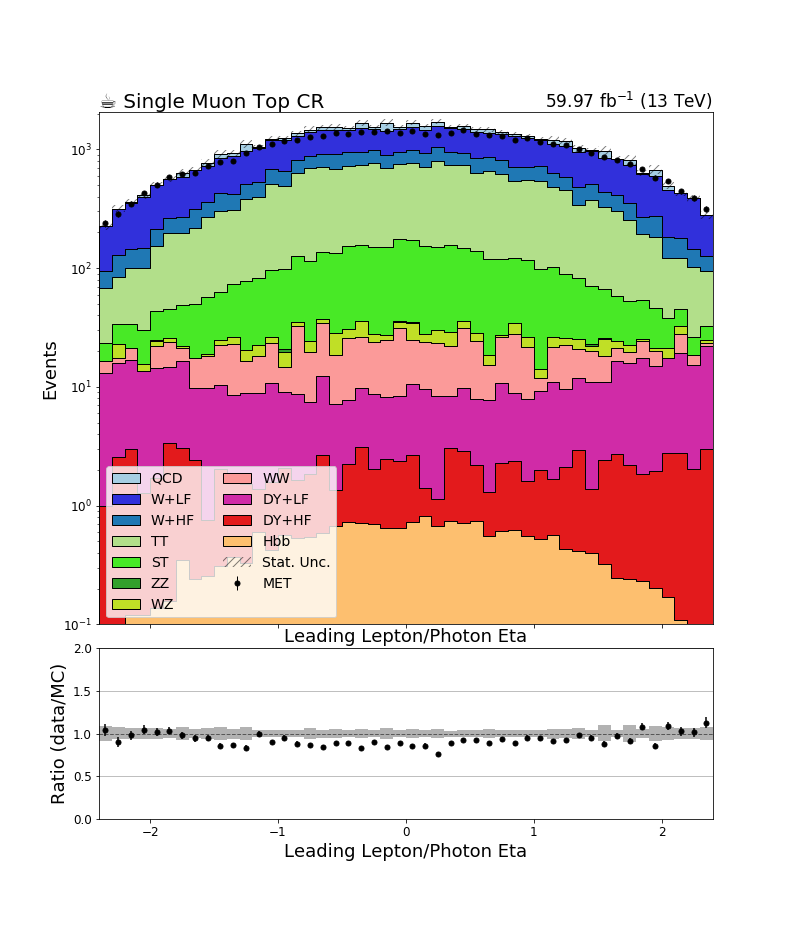 ☕ Single Muon Top CR
59.97 fb⁻¹ (13 TeV)
Events
10³
10²
10¹
10⁰
10⁻¹
QCD
W+LF
W+HF
TT
ST
ZZ
WZ
WW
DY+LF
DY+HF
Hbb
Stat. Unc.
MET
Leading Lepton/Photon Eta
Ratio (data/MC)
2.0
1.5
1.0
0.5
0.0
−2 −1 0 1 2
Leading Lepton/Photon Eta